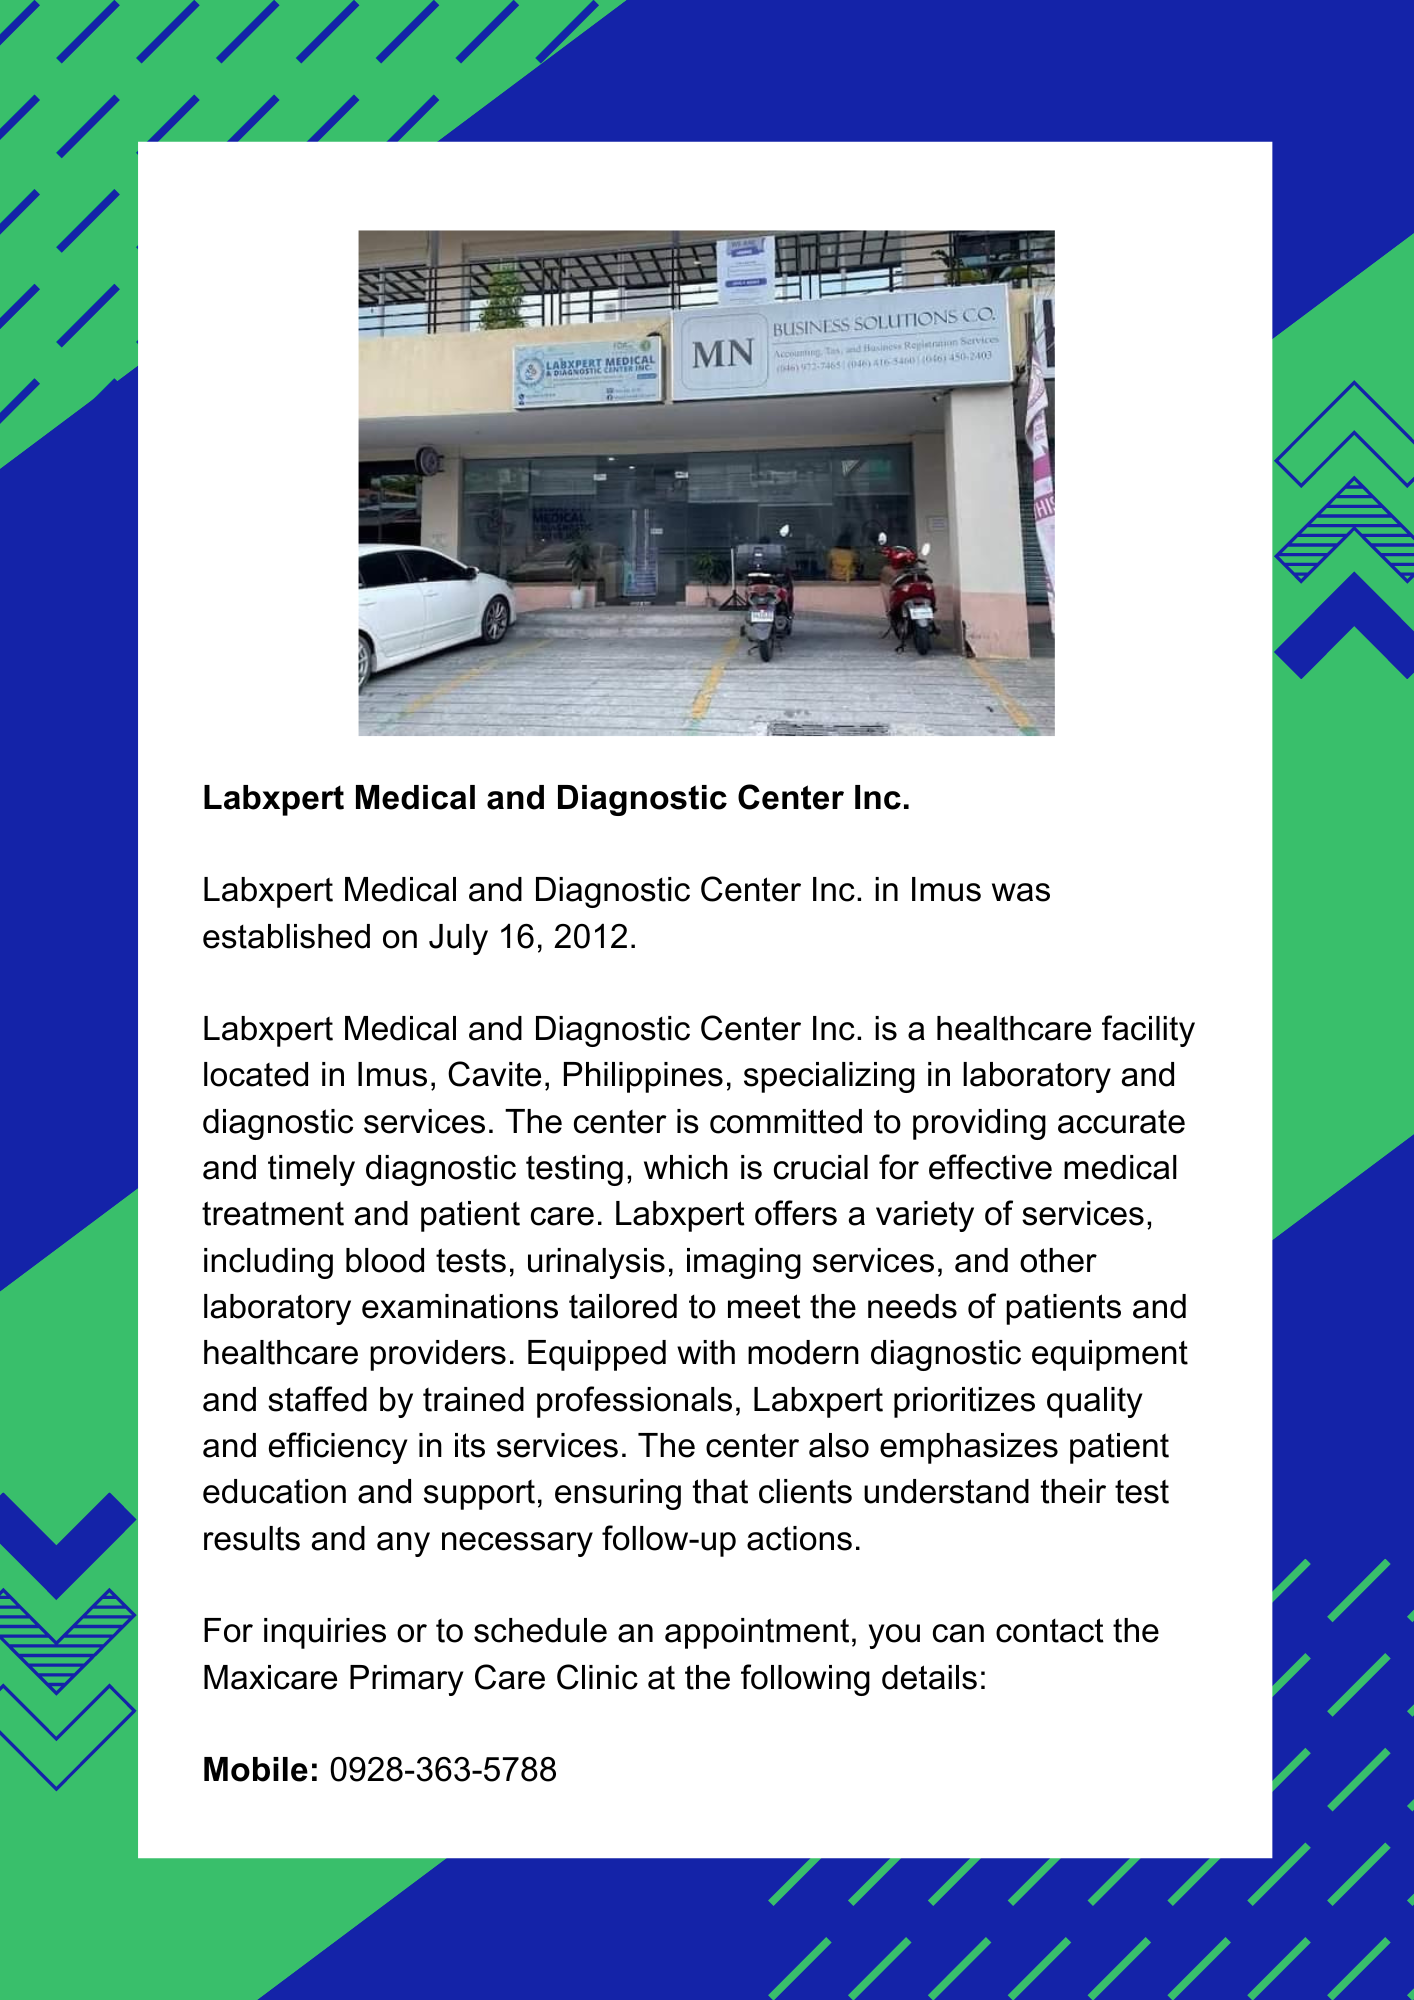 BUSINESS SOLUTIONS CO.
MN
Accounting, Tax, and Business Registration Services
(046) 972-7465 | (046) 416-5460 | (046) 450-2403
LABXPERT MEDICAL
& DIAGNOSTIC CENTER INC.
MEDICAL
Labxpert Medical and Diagnostic Center Inc.
Labxpert Medical and Diagnostic Center Inc. in Imus was
established on July 16, 2012.
Labxpert Medical and Diagnostic Center Inc. is a healthcare facility
located in Imus, Cavite, Philippines, specializing in laboratory and
diagnostic services. The center is committed to providing accurate
and timely diagnostic testing, which is crucial for effective medical
treatment and patient care. Labxpert offers a variety of services,
including blood tests, urinalysis, imaging services, and other
laboratory examinations tailored to meet the needs of patients and
healthcare providers. Equipped with modern diagnostic equipment
and staffed by trained professionals, Labxpert prioritizes quality
and efficiency in its services. The center also emphasizes patient
education and support, ensuring that clients understand their test
results and any necessary follow-up actions.
For inquiries or to schedule an appointment, you can contact the
Maxicare Primary Care Clinic at the following details:
Mobile: 0928-363-5788